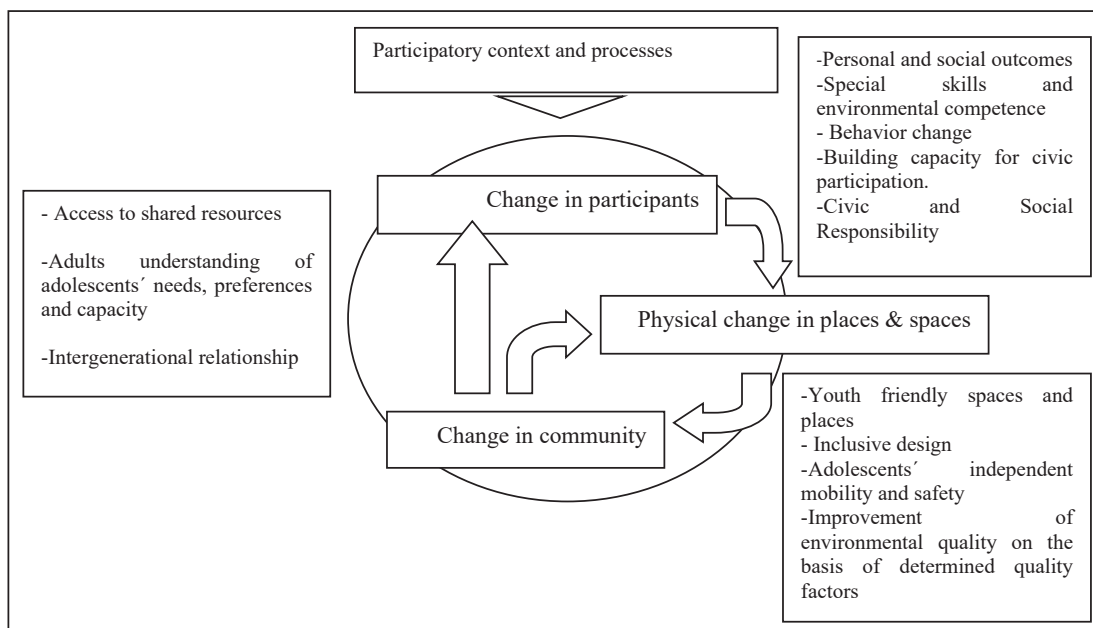 Participatory context and processes
-Personal and social outcomes
-Special skills and
environmental competence
- Behavior change
-Building capacity for civic
participation.
-Civic and Social
Responsibility
Change in participants
- Access to shared resources
-Adults understanding of
adolescents´ needs, preferences
and capacity
-Intergenerational relationship
Physical change in places & spaces
Change in community
-Youth friendly spaces and
places
- Inclusive design
-Adolescents´ independent
mobility and safety
-Improvement of
environmental quality on the
basis of determined quality
factors